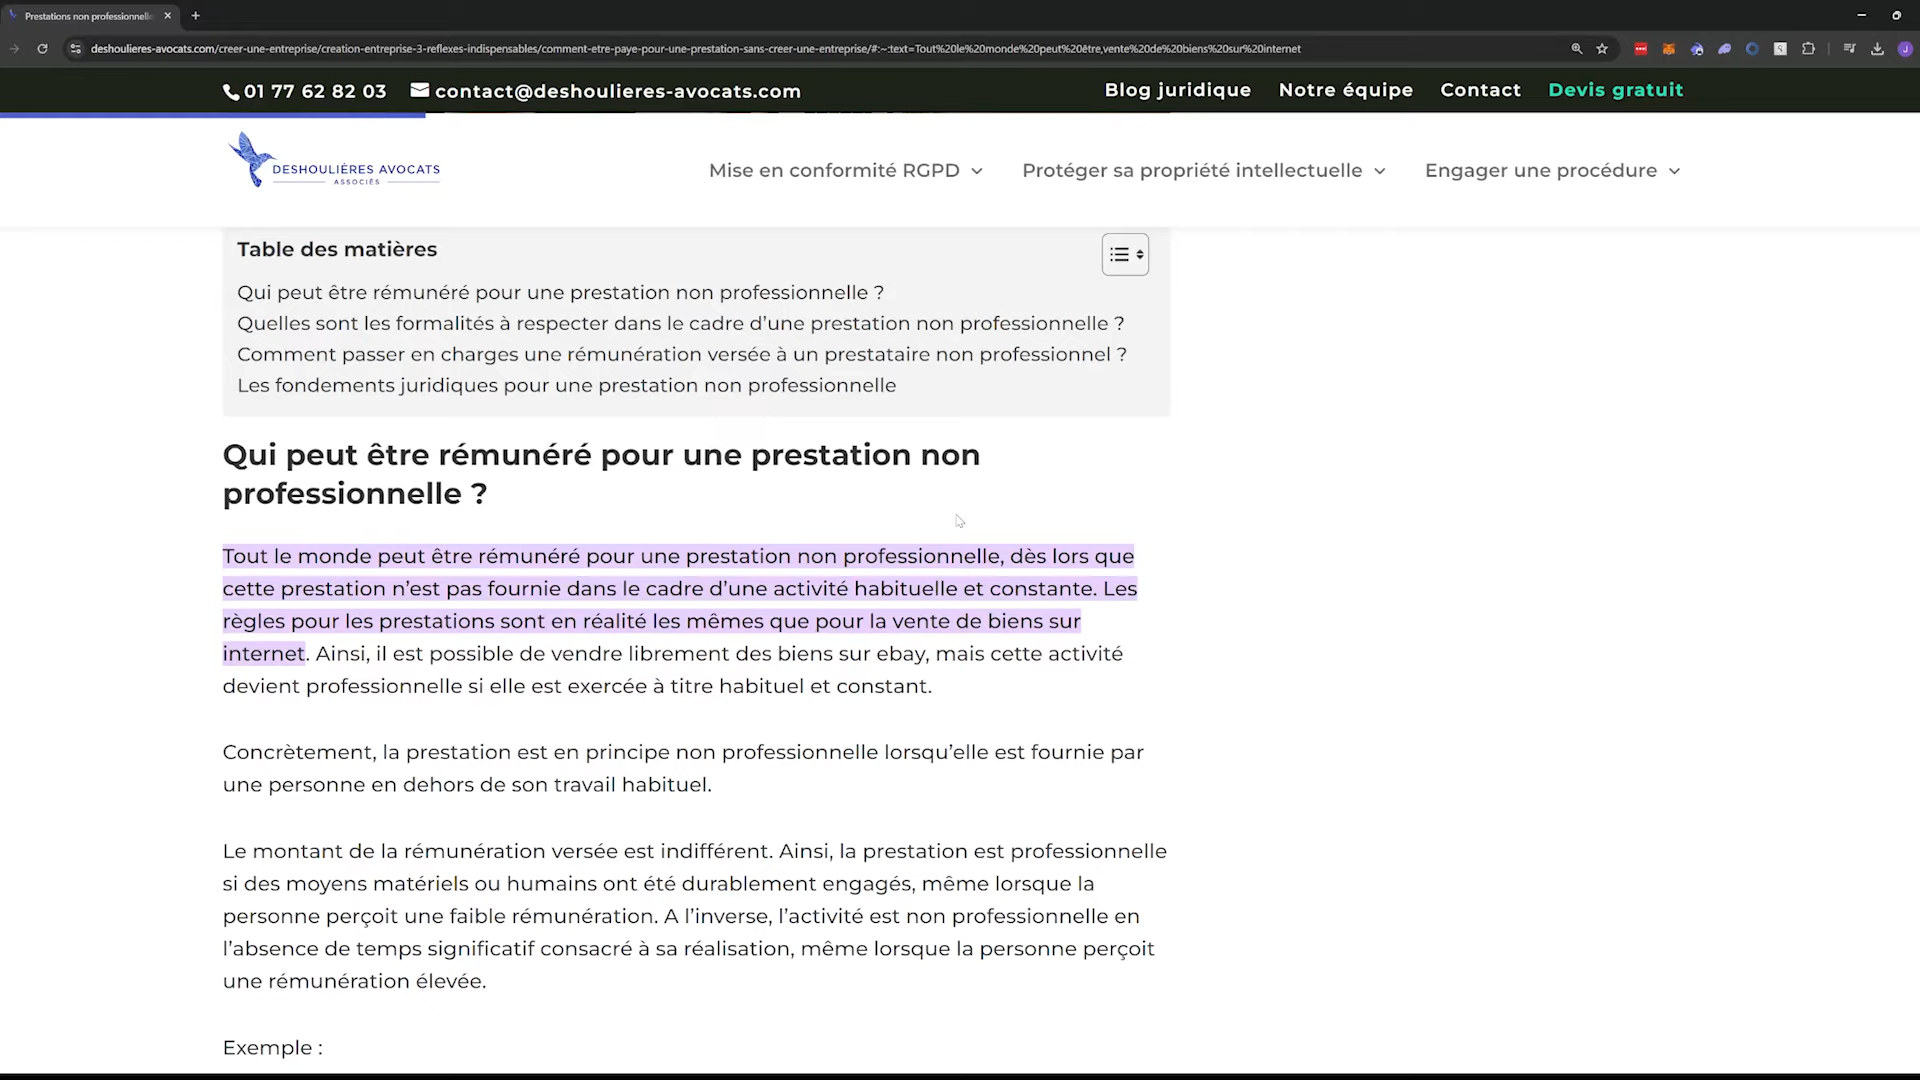 Prestations non professionnelle
deshoulieres-avocats.com/creer-une-entreprise/creation-entreprise-3-reflexes-indispensables/comment-etre-paye-pour-une-prestation-sans-creer-une-entreprise/#:~:text=Tout%20le%20monde%20peut%20être,vente%20de%20biens%20sur%20internet
01 77 62 82 03 contact@deshoulieres-avocats.com Blog juridique Notre équipe Contact Devis gratuit
DESHOULIÈRES AVOCATS
ASSOCIÉS
Mise en conformité RGPD Protéger sa propriété intellectuelle Engager une procédure
Table des matières
Qui peut être rémunéré pour une prestation non professionnelle ?
Quelles sont les formalités à respecter dans le cadre d’une prestation non professionnelle ?
Comment passer en charges une rémunération versée à un prestataire non professionnel ?
Les fondements juridiques pour une prestation non professionnelle
Qui peut être rémunéré pour une prestation non
professionnelle ?
Tout le monde peut être rémunéré pour une prestation non professionnelle, dès lors que
cette prestation n’est pas fournie dans le cadre d’une activité habituelle et constante. Les
règles pour les prestations sont en réalité les mêmes que pour la vente de biens sur
internet. Ainsi, il est possible de vendre librement des biens sur ebay, mais cette activité
devient professionnelle si elle est exercée à titre habituel et constant.
Concrètement, la prestation est en principe non professionnelle lorsqu’elle est fournie par
une personne en dehors de son travail habituel.
Le montant de la rémunération versée est indifférent. Ainsi, la prestation est professionnelle
si des moyens matériels ou humains ont été durablement engagés, même lorsque la
personne perçoit une faible rémunération. A l’inverse, l’activité est non professionnelle en
l’absence de temps significatif consacré à sa réalisation, même lorsque la personne perçoit
une rémunération élevée.
Exemple :